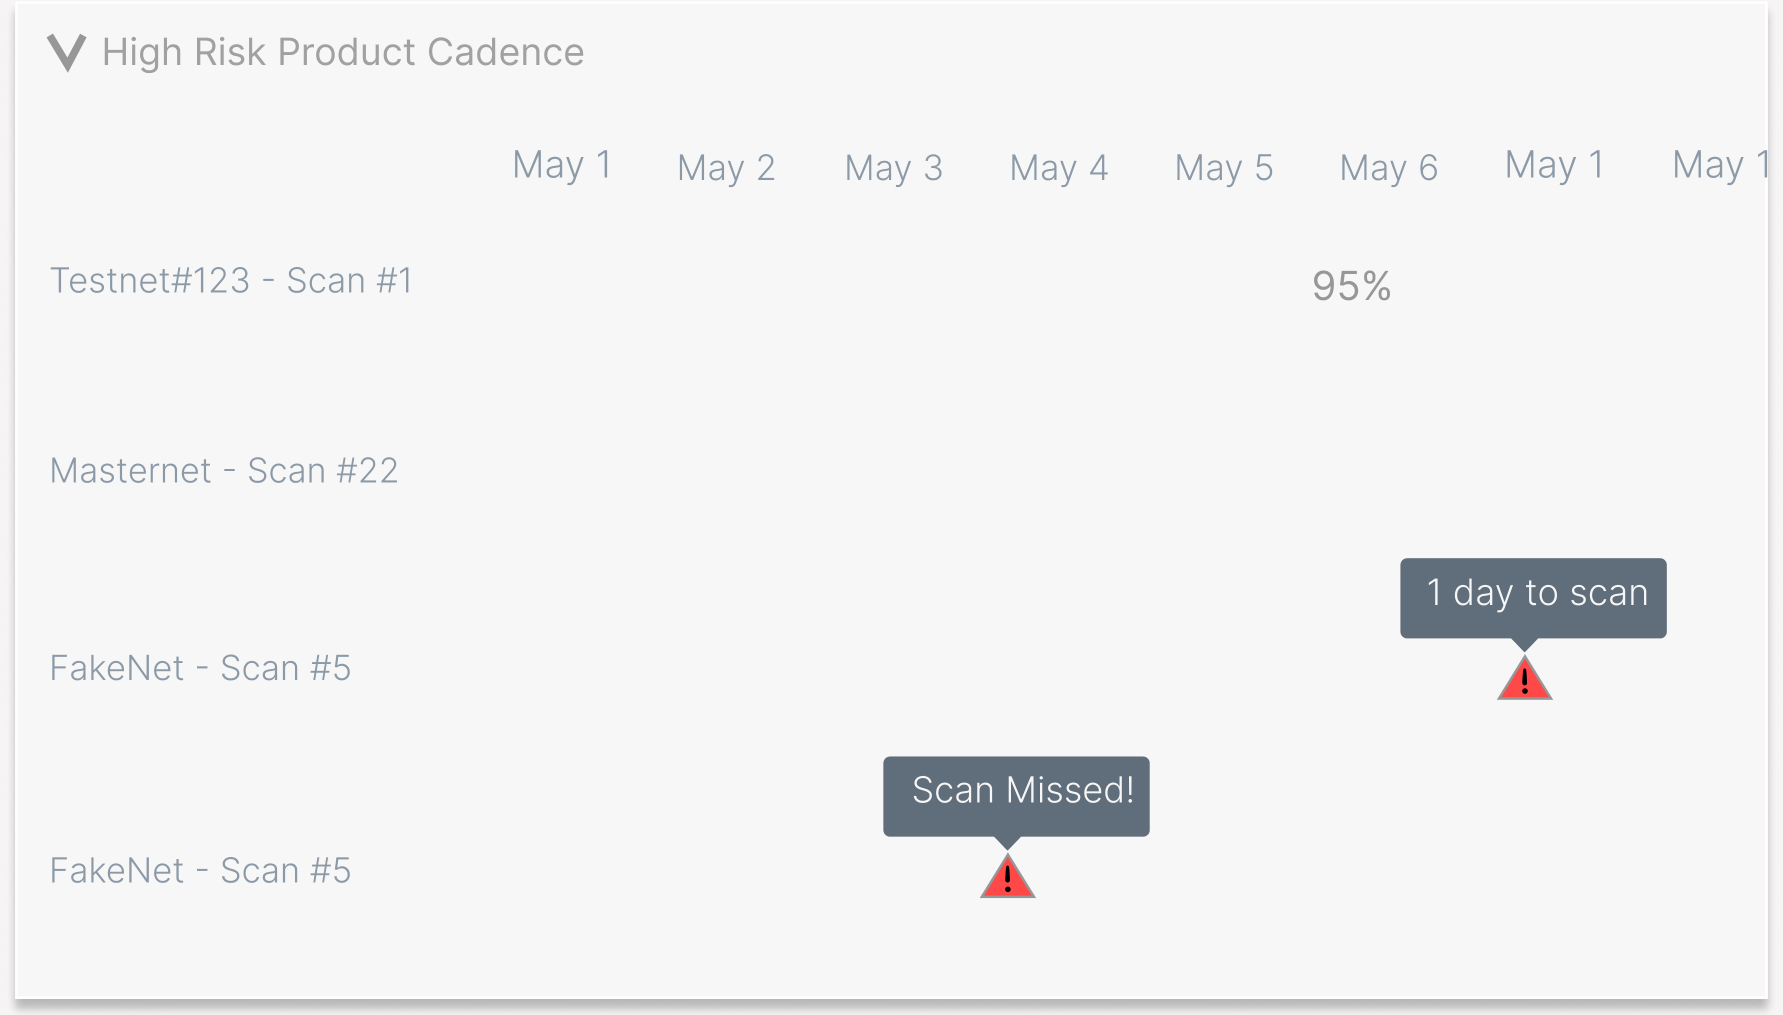 High Risk Product Cadence
May 1 May 2 May 3 May 4 May 5 May 6 May 1 May 1
Testnet#123 - Scan #1 95%
Masternet - Scan #22
1 day to scan
FakeNet - Scan #5
Scan Missed!
FakeNet - Scan #5